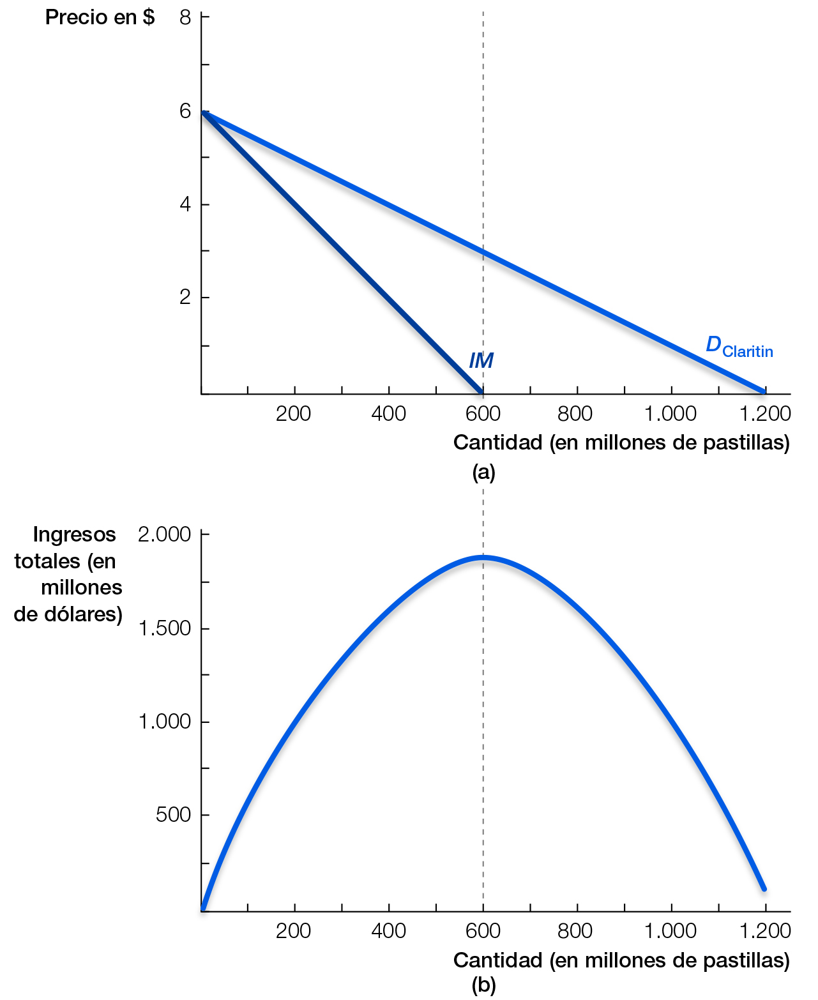 Precio en $
8
6
4
2
IM
D Claritin
200 400 600 800 1.000 1.200
Cantidad (en millones de pastillas)
(a)
Ingresos
totales (en
millones
de dólares)
2.000
1.500
1.000
500
200 400 600 800 1.000 1.200
Cantidad (en millones de pastillas)
(b)